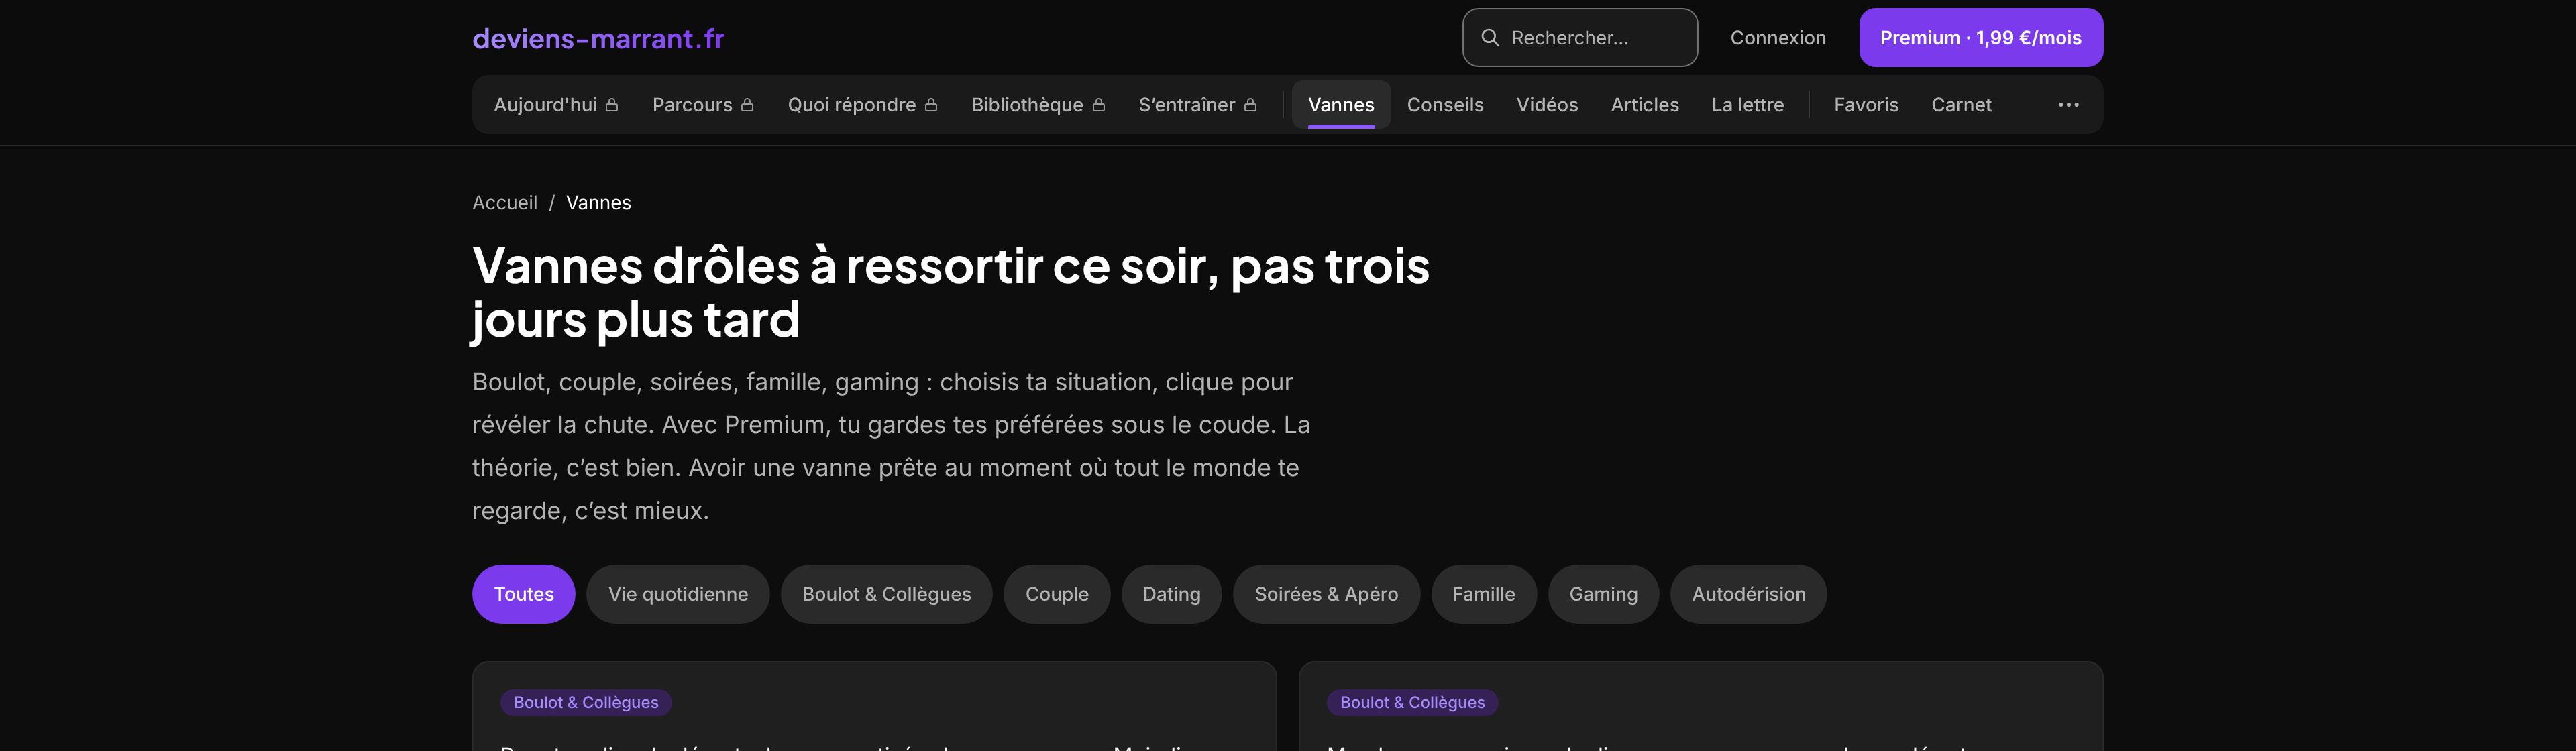 deviens-marrant.fr
Rechercher...
Connexion
Premium · 1,99 €/mois
Aujourd'hui
Parcours
Quoi répondre
Bibliothèque
S’entraîner
Vannes
Conseils
Vidéos
Articles
La lettre
Favoris
Carnet
Accueil / Vannes
Vannes drôles à ressortir ce soir, pas trois
jours plus tard
Boulot, couple, soirées, famille, gaming : choisis ta situation, clique pour
révéler la chute. Avec Premium, tu gardes tes préférées sous le coude. La
théorie, c’est bien. Avoir une vanne prête au moment où tout le monde te
regarde, c’est mieux.
Toutes
Vie quotidienne
Boulot & Collègues
Couple
Dating
Soirées & Apéro
Famille
Gaming
Autodérision
Boulot & Collègues
Boulot & Collègues